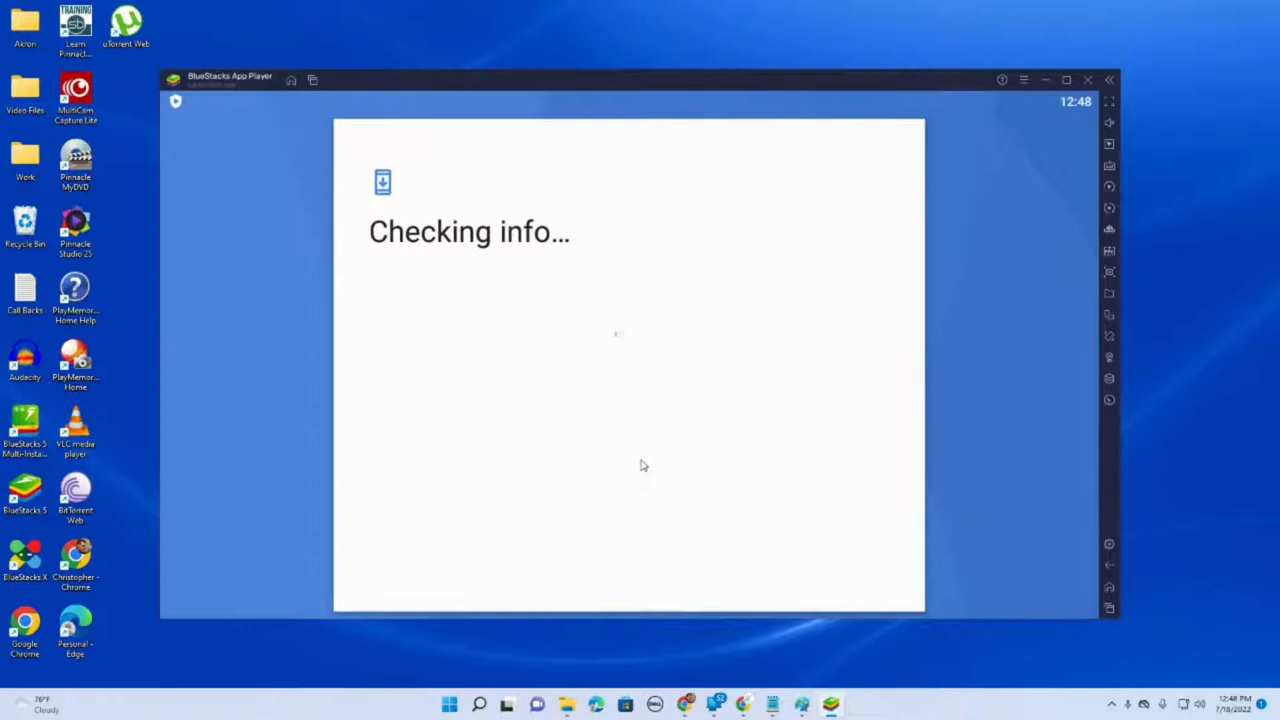 Akron
Learn
Pinnacl...
uTorrent Web
Video Files
MultiCam
Capture Lite
Work
Pinnacle
MyDVD
Recycle Bin
Pinnacle
Studio 25
Call Backs
PlayMemor...
Home Help
Audacity
PlayMemor...
Home
BlueStacks 5
Multi-Insta...
VLC media
player
BlueStacks 5
BitTorrent
Web
BlueStacks X
Christopher -
Chrome
Google
Chrome
Personal -
Edge
TRAINING
BlueStacks App Player
12:48
Checking info...
76°F
Cloudy
DELL
52
12:48 PM
7/18/2022